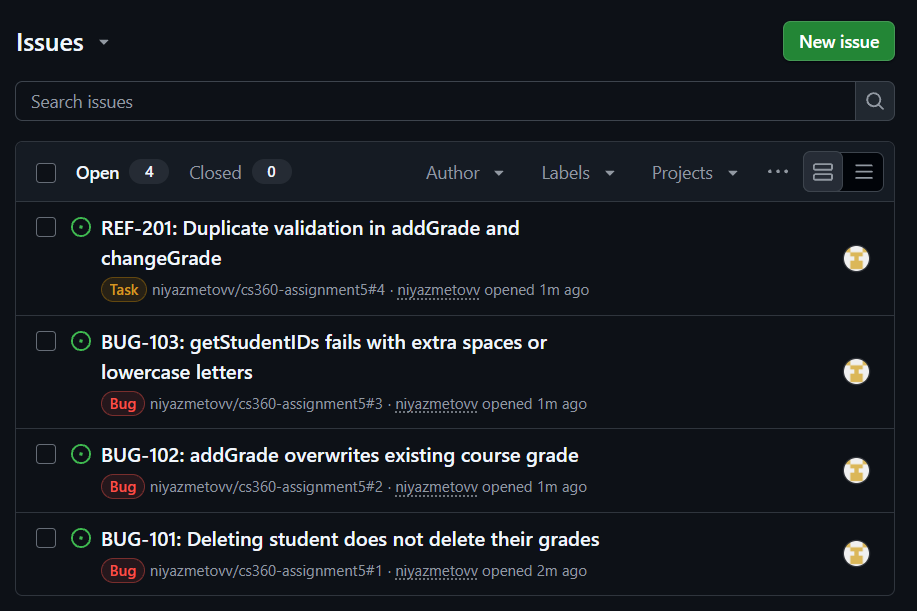 Issues
New issue
Search issues
Open 4 Closed 0 Author Labels Projects
REF-201: Duplicate validation in addGrade and
changeGrade
Task niyazmetovv/cs360-assignment5#4 · niyazmetovv opened 1m ago
BUG-103: getStudentIDs fails with extra spaces or
lowercase letters
Bug niyazmetovv/cs360-assignment5#3 · niyazmetovv opened 1m ago
BUG-102: addGrade overwrites existing course grade
Bug niyazmetovv/cs360-assignment5#2 · niyazmetovv opened 1m ago
BUG-101: Deleting student does not delete their grades
Bug niyazmetovv/cs360-assignment5#1 · niyazmetovv opened 2m ago